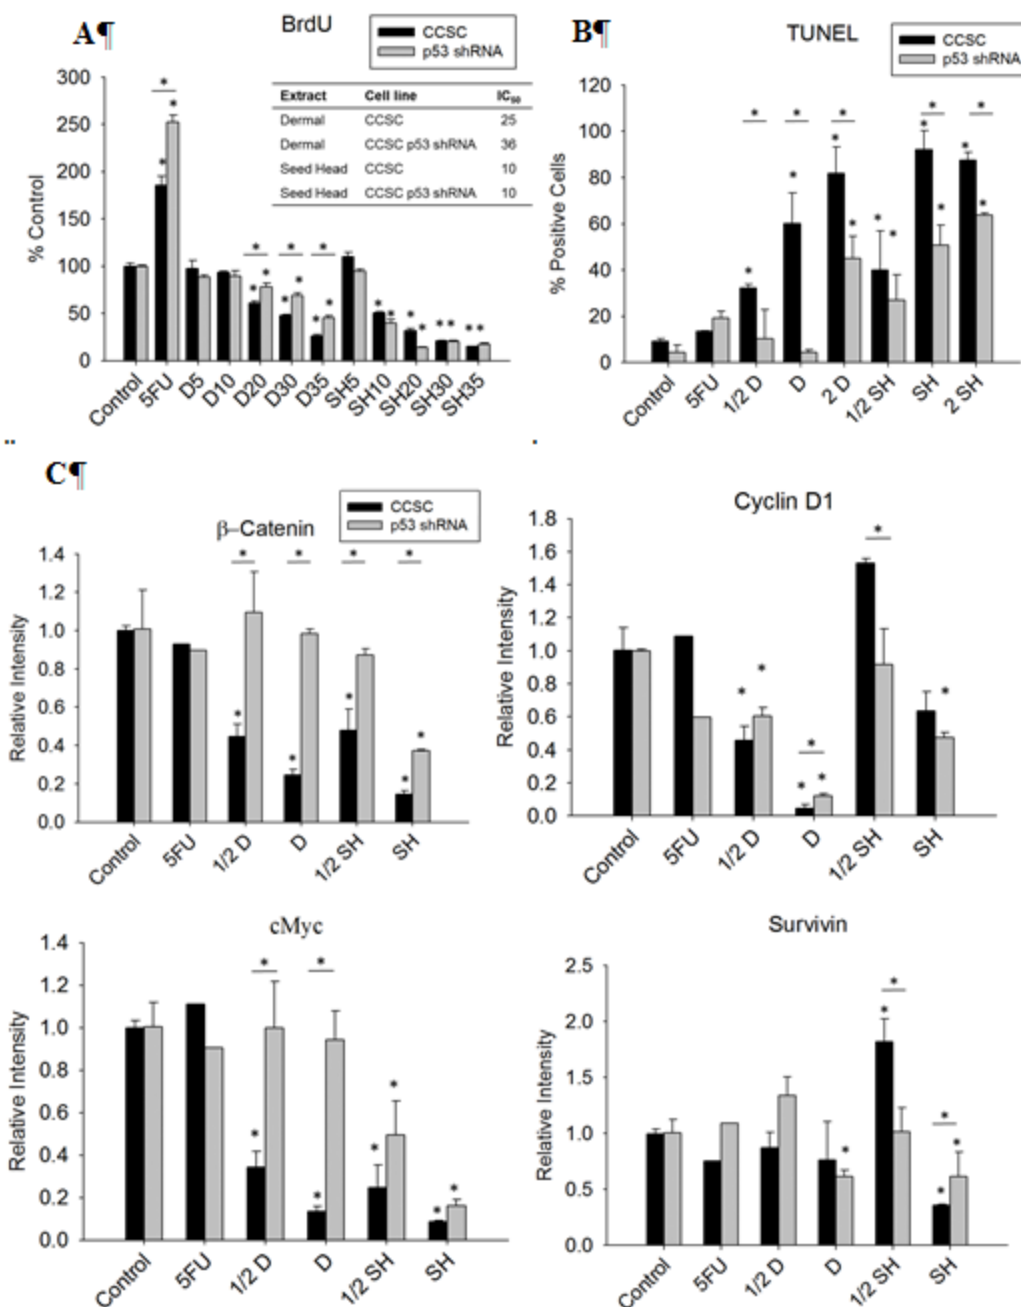 A¶
BrdU
CCSC
p53 shRNA
% Control
300
250
200
150
100
50
0
Extract Cell line IC50
Dermal CCSC 25
Dermal CCSC p53 shRNA 36
Seed Head CCSC 10
Seed Head CCSC p53 shRNA 10
* * * * * * * * * * * * * * * * * * * *
Control 5FU D5 D10 D20 D30 D35 SH5 SH10 SH20 SH30 SH35
B¶
TUNEL
CCSC
p53 shRNA
% Positive Cells
120
100
80
60
40
20
0
* * * * * * * * * * * * * * *
Control 5FU 1/2 D D 2 D 1/2 SH SH 2 SH
C¶
CCSC
p53 shRNA
β-Catenin
Relative Intensity
1.4
1.2
1.0
0.8
0.6
0.4
0.2
0.0
* * * * * * * * *
Control 5FU 1/2 D D 1/2 SH SH
Cyclin D1
Relative Intensity
1.8
1.6
1.4
1.2
1.0
0.8
0.6
0.4
0.2
0.0
* * * * * * *
Control 5FU 1/2 D D 1/2 SH SH
cMyc
Relative Intensity
1.4
1.2
1.0
0.8
0.6
0.4
0.2
0.0
* * * * * * * *
Control 5FU 1/2 D D 1/2 SH SH
Survivin
Relative Intensity
2.5
2.0
1.5
1.0
0.5
0.0
* * * * * *
Control 5FU 1/2 D D 1/2 SH SH